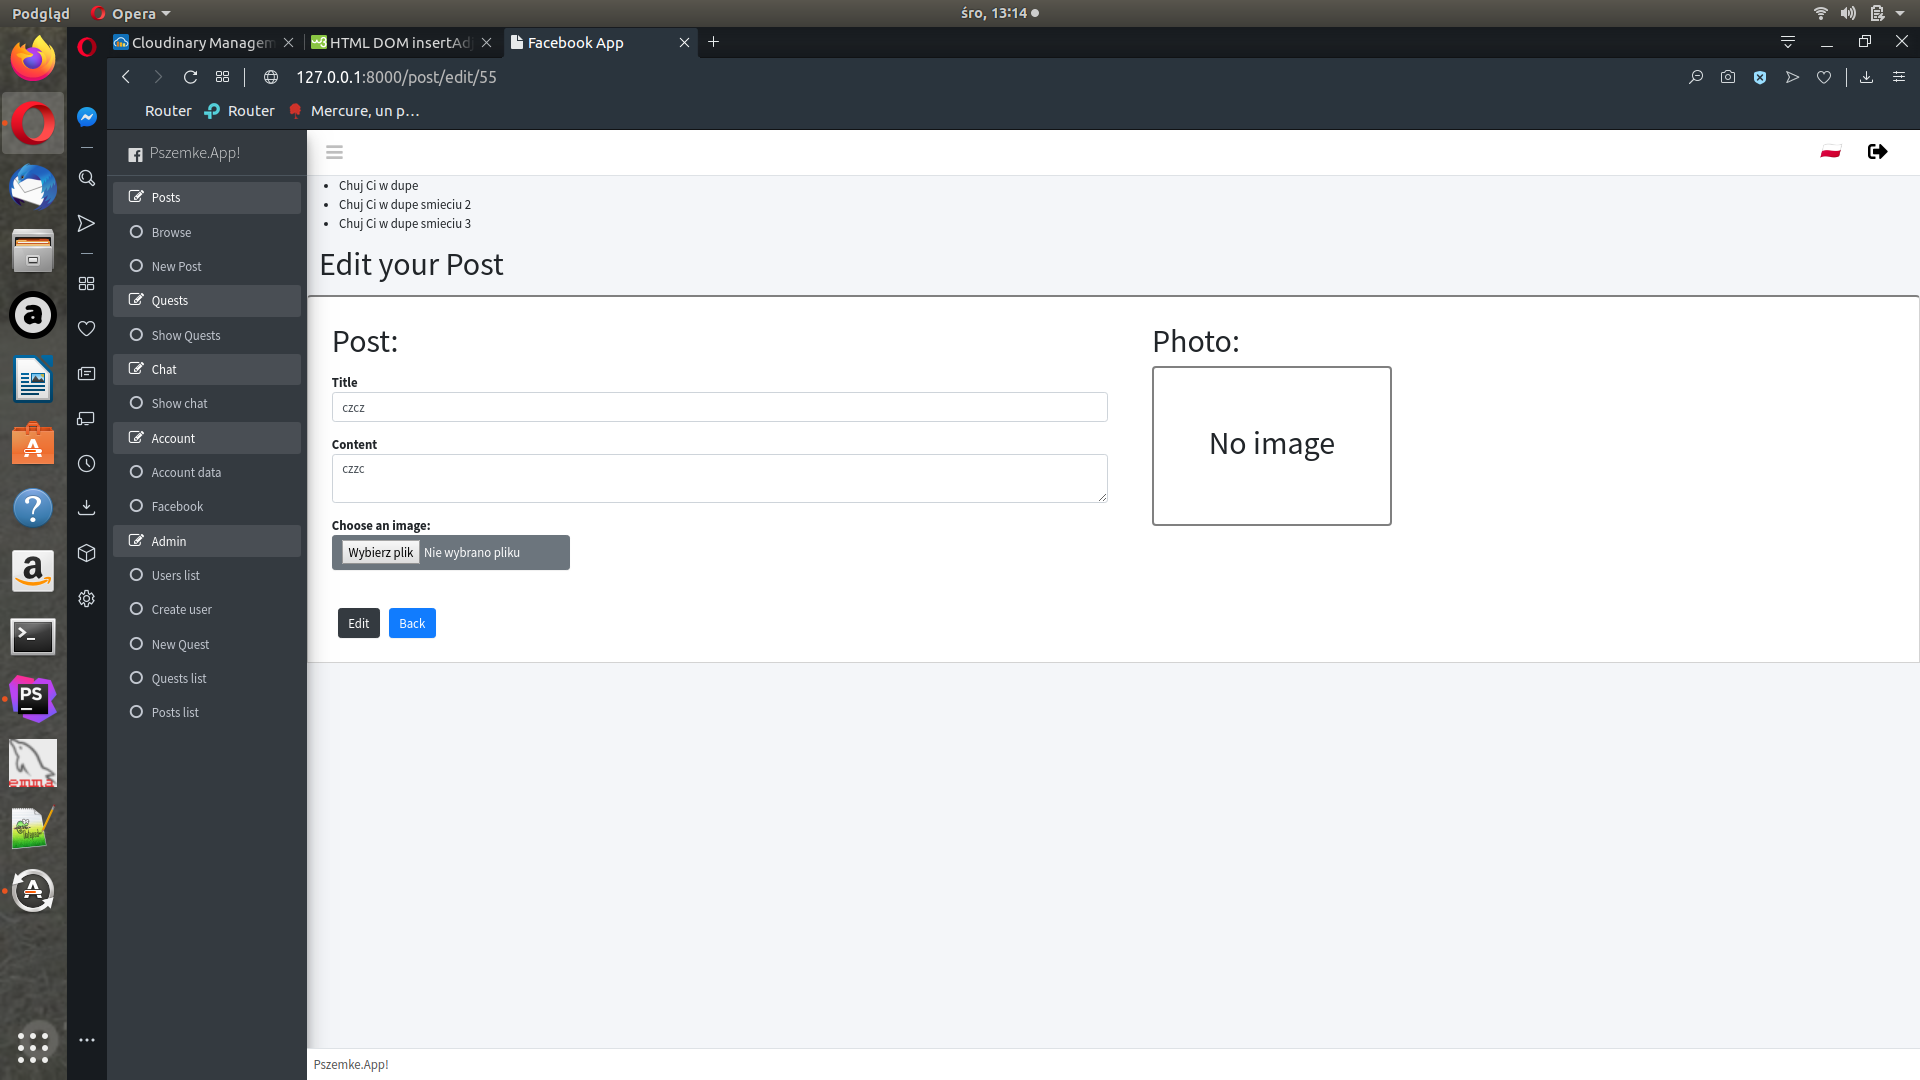 Podgląd
Opera
śro, 13:14
Cloudinary Managem
HTML DOM insertAdj
Facebook App
127.0.0.1:8000/post/edit/55
Router
Router
Mercure, un p...
Pszemke.App!
Posts
Browse
New Post
Quests
Show Quests
Chat
Show chat
Account
Account data
Facebook
Admin
Users list
Create user
New Quest
Quests list
Posts list
Chuj Ci w dupe
Chuj Ci w dupe smieciu 2
Chuj Ci w dupe smieciu 3
Edit your Post
Post:
Title
czcz
Content
czzc
Choose an image:
Wybierz plik Nie wybrano pliku
Edit
Back
Photo:
No image
Pszemke.App!
PS
emma